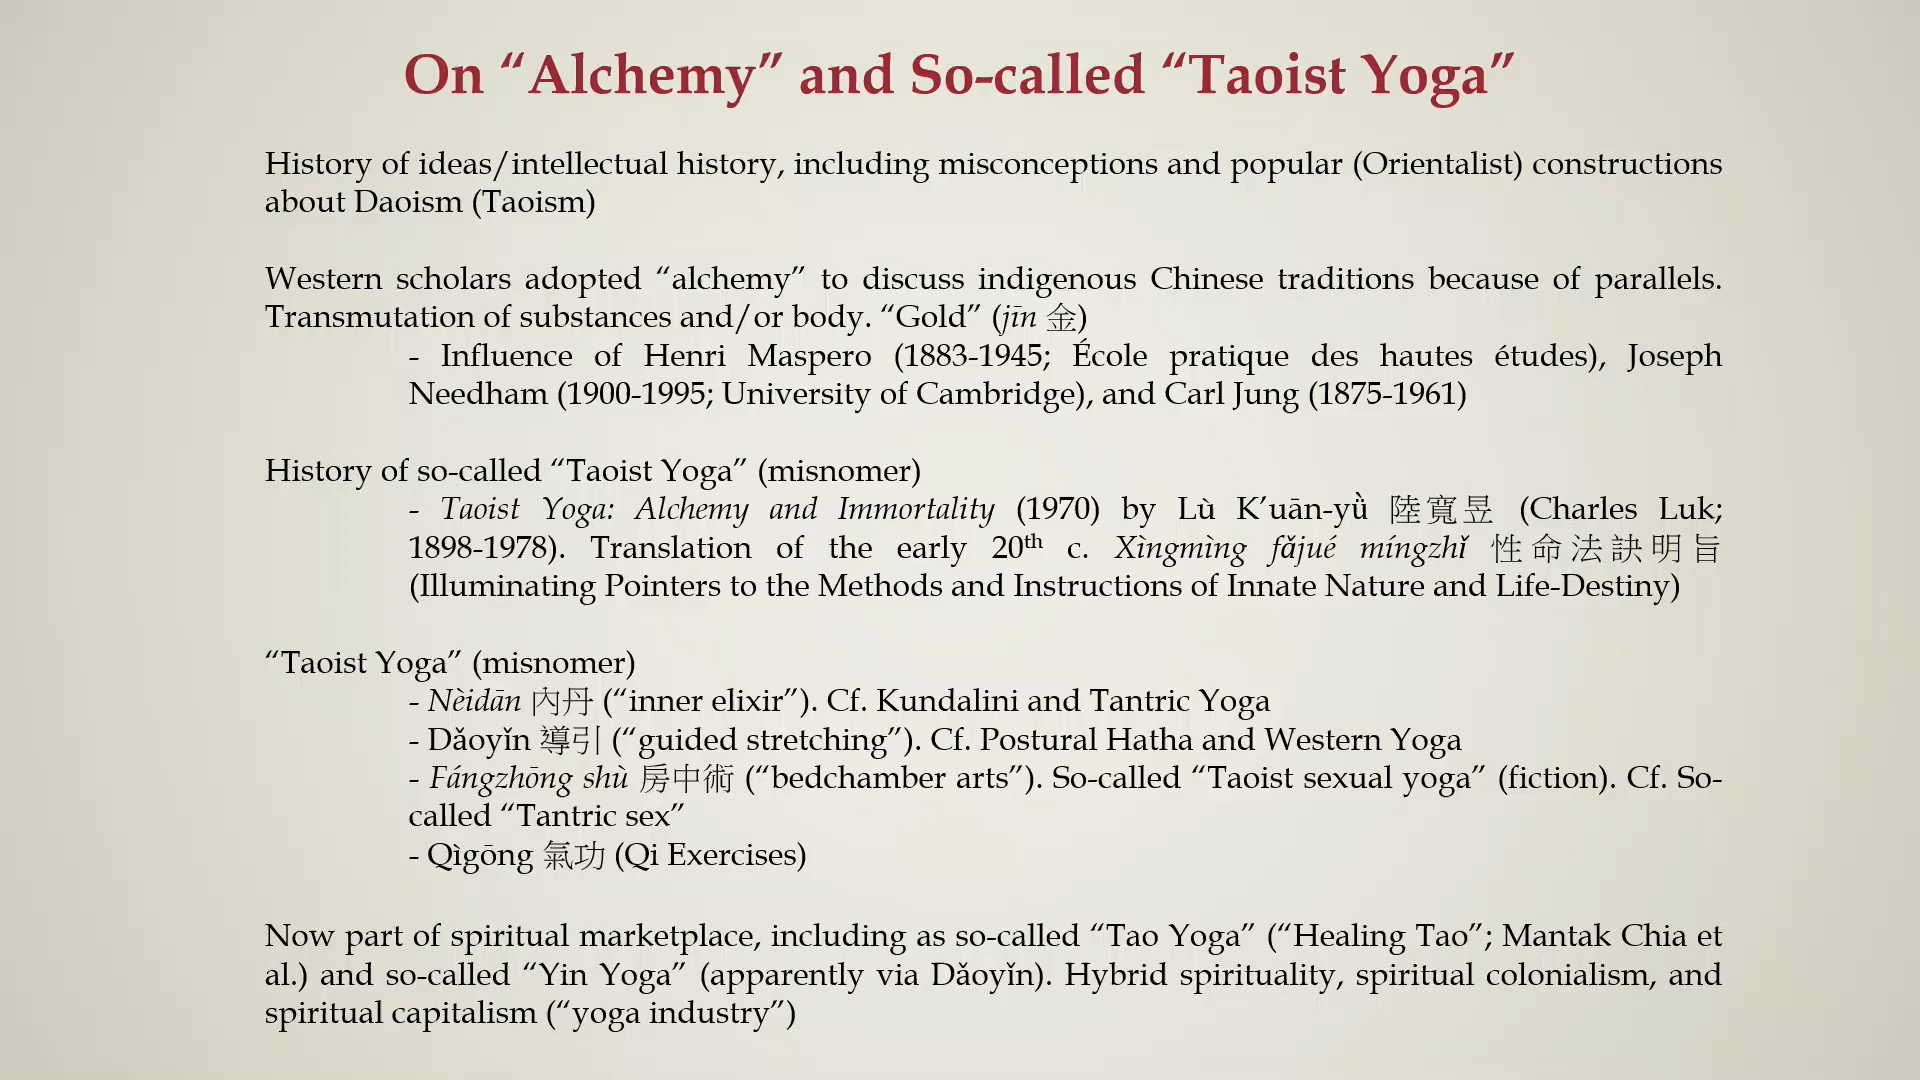 On “Alchemy” and So-called “Taoist Yoga”
History of ideas/intellectual history, including misconceptions and popular (Orientalist) constructions
about Daoism (Taoism)
Western scholars adopted “alchemy” to discuss indigenous Chinese traditions because of parallels.
Transmutation of substances and/or body. “Gold” (jīn 金)
- Influence of Henri Maspero (1883-1945; École pratique des hautes études), Joseph
Needham (1900-1995; University of Cambridge), and Carl Jung (1875-1961)
History of so-called “Taoist Yoga” (misnomer)
- Taoist Yoga: Alchemy and Immortality (1970) by Lù K’uān-yǜ 陸寬昱 (Charles Luk;
1898-1978). Translation of the early 20th c. Xìngmìng fǎjué míngzhǐ 性命法訣明旨
(Illuminating Pointers to the Methods and Instructions of Innate Nature and Life-Destiny)
“Taoist Yoga” (misnomer)
- Nèidān 內丹 (“inner elixir”). Cf. Kundalini and Tantric Yoga
- Dǎoyǐn 導引 (“guided stretching”). Cf. Postural Hatha and Western Yoga
- Fángzhōng shù 房中術 (“bedchamber arts”). So-called “Taoist sexual yoga” (fiction). Cf. So-
called “Tantric sex”
- Qìgōng 氣功 (Qi Exercises)
Now part of spiritual marketplace, including as so-called “Tao Yoga” (“Healing Tao”; Mantak Chia et
al.) and so-called “Yin Yoga” (apparently via Dǎoyǐn). Hybrid spirituality, spiritual colonialism, and
spiritual capitalism (“yoga industry”)